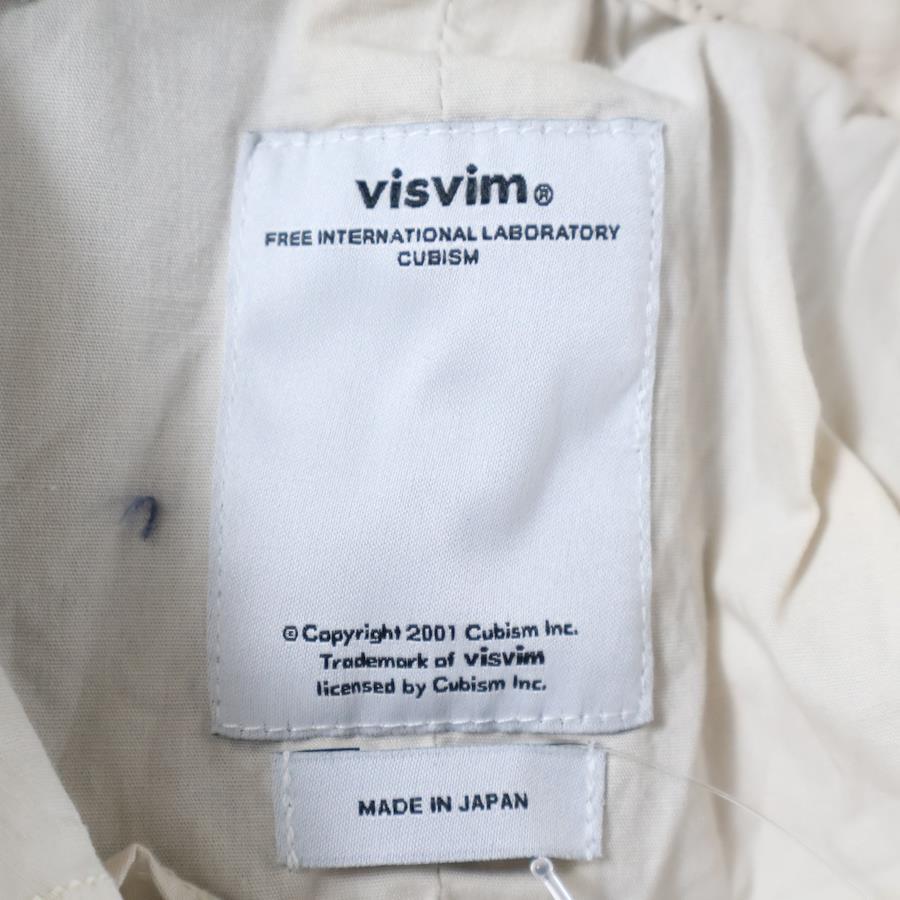 visvim®
FREE INTERNATIONAL LABORATORY
CUBISM
© Copyright 2001 Cubism Inc.
Trademark of visvim
licensed by Cubism Inc.
MADE IN JAPAN